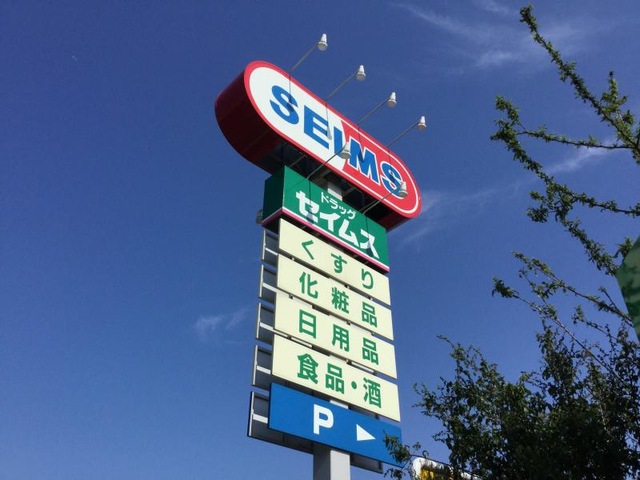 SEIMS
ドラッグ
セイムス
くすり
化粧品
日用品
食品・酒
P